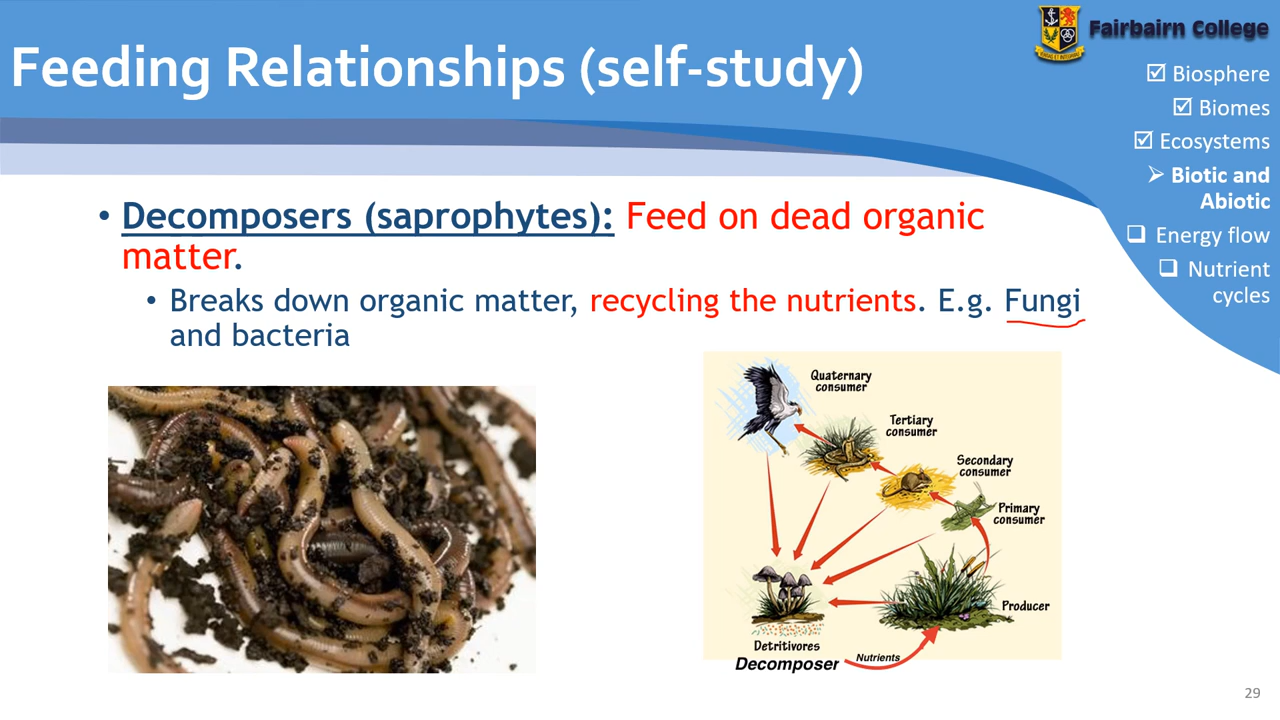 Feeding Relationships (self-study)
Fairbairn College
Biosphere
Biomes
Ecosystems
Biotic and
Abiotic
Energy flow
Nutrient
cycles
• Decomposers (saprophytes): Feed on dead organic
matter.
• Breaks down organic matter, recycling the nutrients. E.g. Fungi
and bacteria
Quaternary
consumer
Tertiary
consumer
Secondary
consumer
Primary
consumer
Producer
Detritivores
Decomposer
Nutrients
29